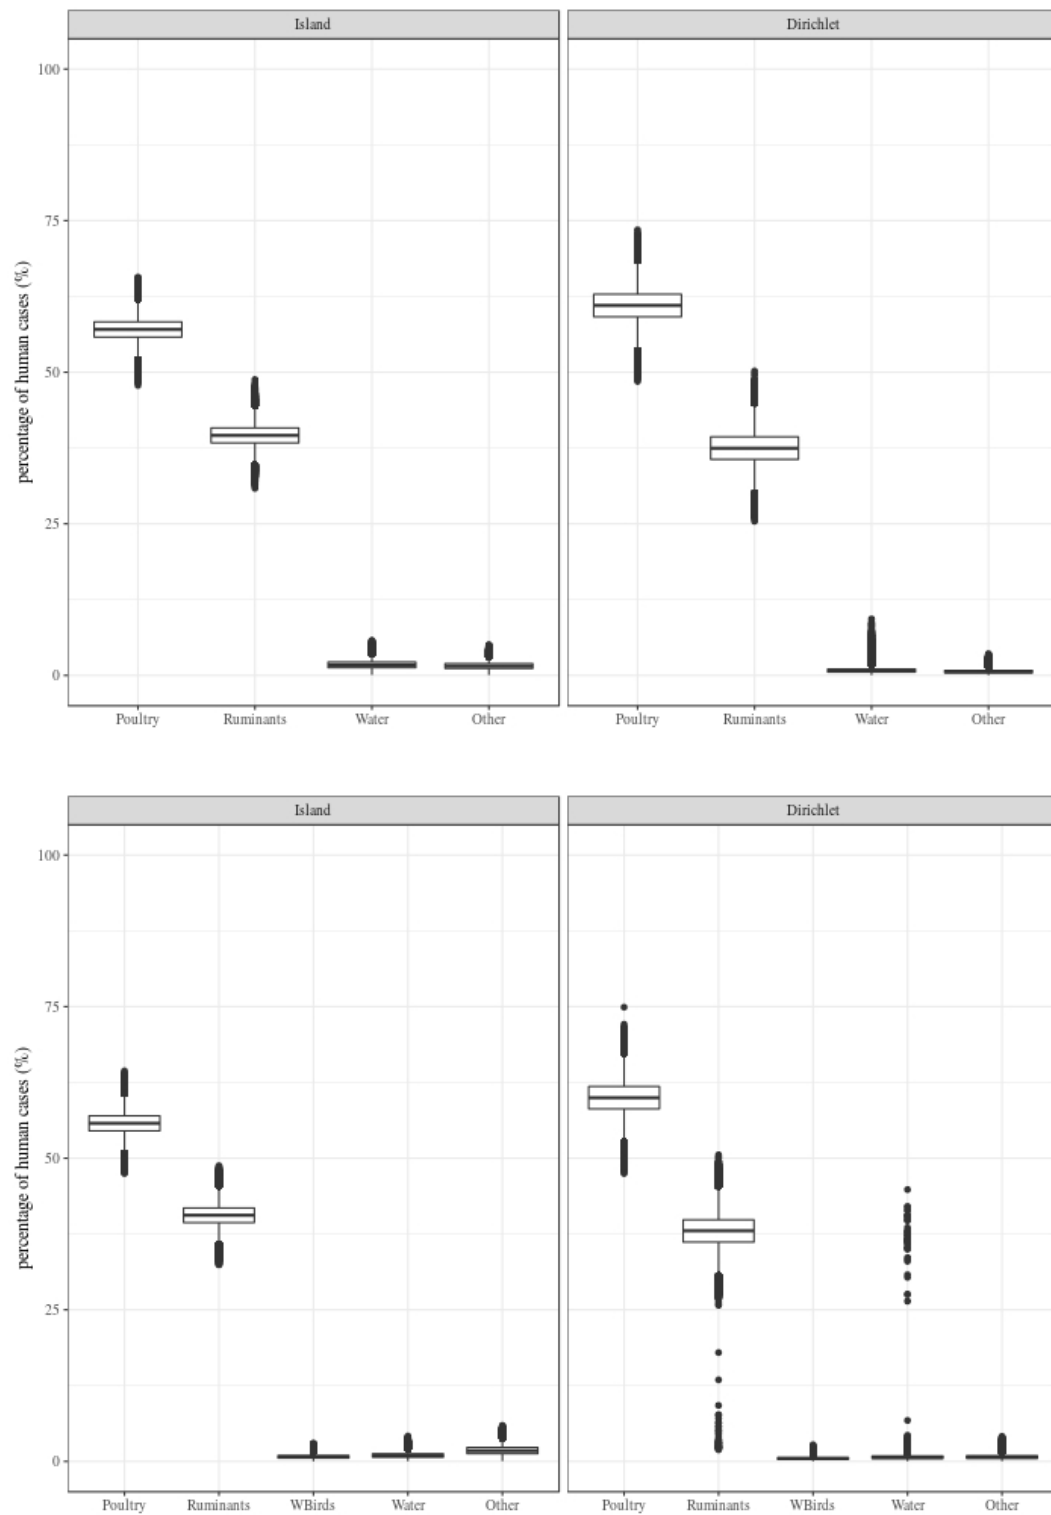 Island Dirichlet
100
75
50
25
0
percentage of human cases (%)
Poultry Ruminants Water Other Poultry Ruminants Water Other
Island Dirichlet
100
75
50
25
0
percentage of human cases (%)
Poultry Ruminants WBirds Water Other Poultry Ruminants WBirds Water Other